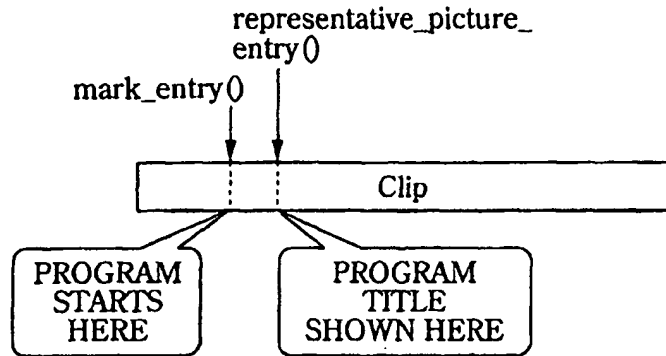 representative_picture_
entry()
mark_entry()
Clip
PROGRAM
STARTS
HERE
PROGRAM
TITLE
SHOWN HERE